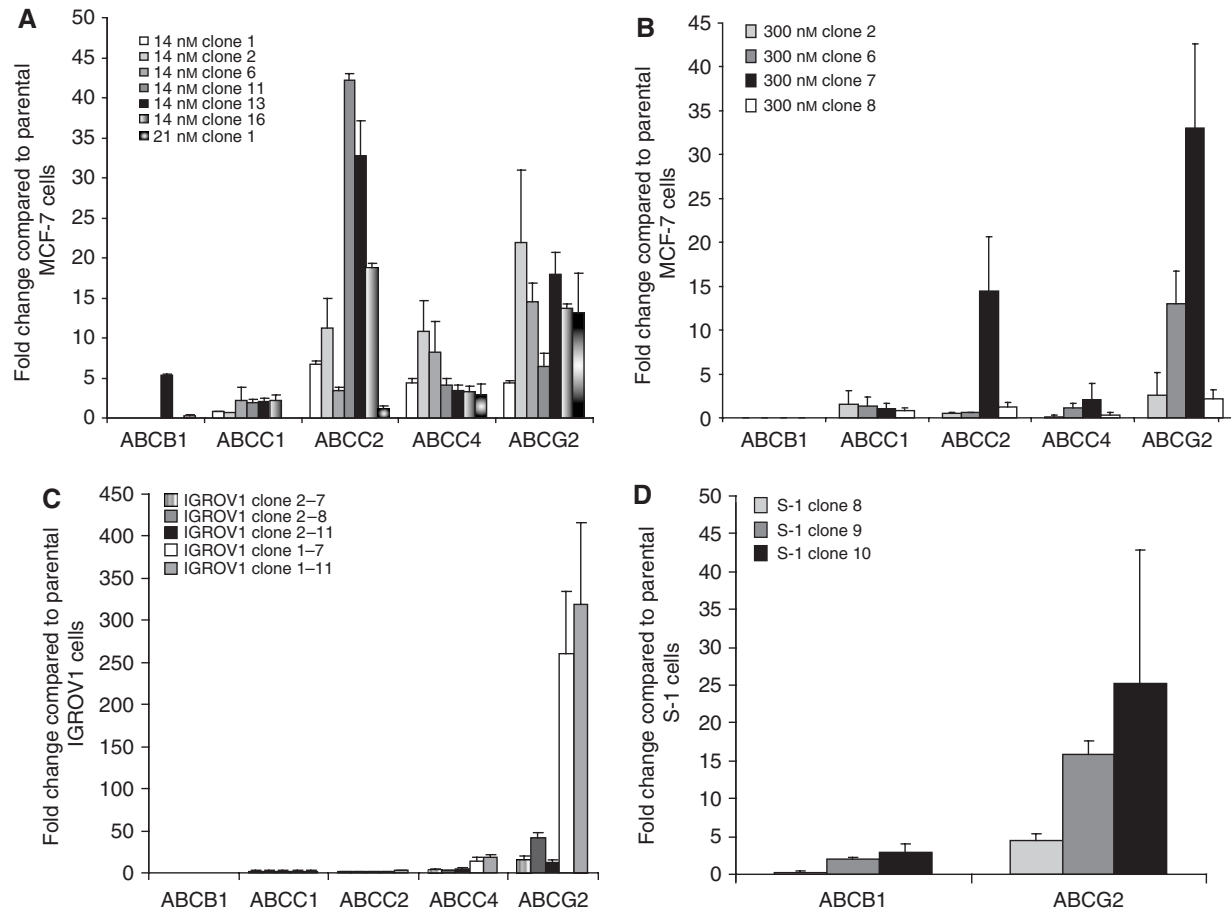 A
Fold change compared to parental
MCF-7 cells
50
45
40
35
30
25
20
15
10
5
0
14 nM clone 1
14 nM clone 2
14 nM clone 6
14 nM clone 11
14 nM clone 13
14 nM clone 16
21 nM clone 1
ABCB1 ABCC1 ABCC2 ABCC4 ABCG2
B
Fold change compared to parental
MCF-7 cells
45
40
35
30
25
20
15
10
5
0
300 nM clone 2
300 nM clone 6
300 nM clone 7
300 nM clone 8
ABCB1 ABCC1 ABCC2 ABCC4 ABCG2
C
Fold change compared to parental
IGROV1 cells
450
400
350
300
250
200
150
100
50
0
IGROV1 clone 2–7
IGROV1 clone 2–8
IGROV1 clone 2–11
IGROV1 clone 1–7
IGROV1 clone 1–11
ABCB1 ABCC1 ABCC2 ABCC4 ABCG2
D
Fold change compared to parental
S-1 cells
50
45
40
35
30
25
20
15
10
5
0
S-1 clone 8
S-1 clone 9
S-1 clone 10
ABCB1 ABCG2